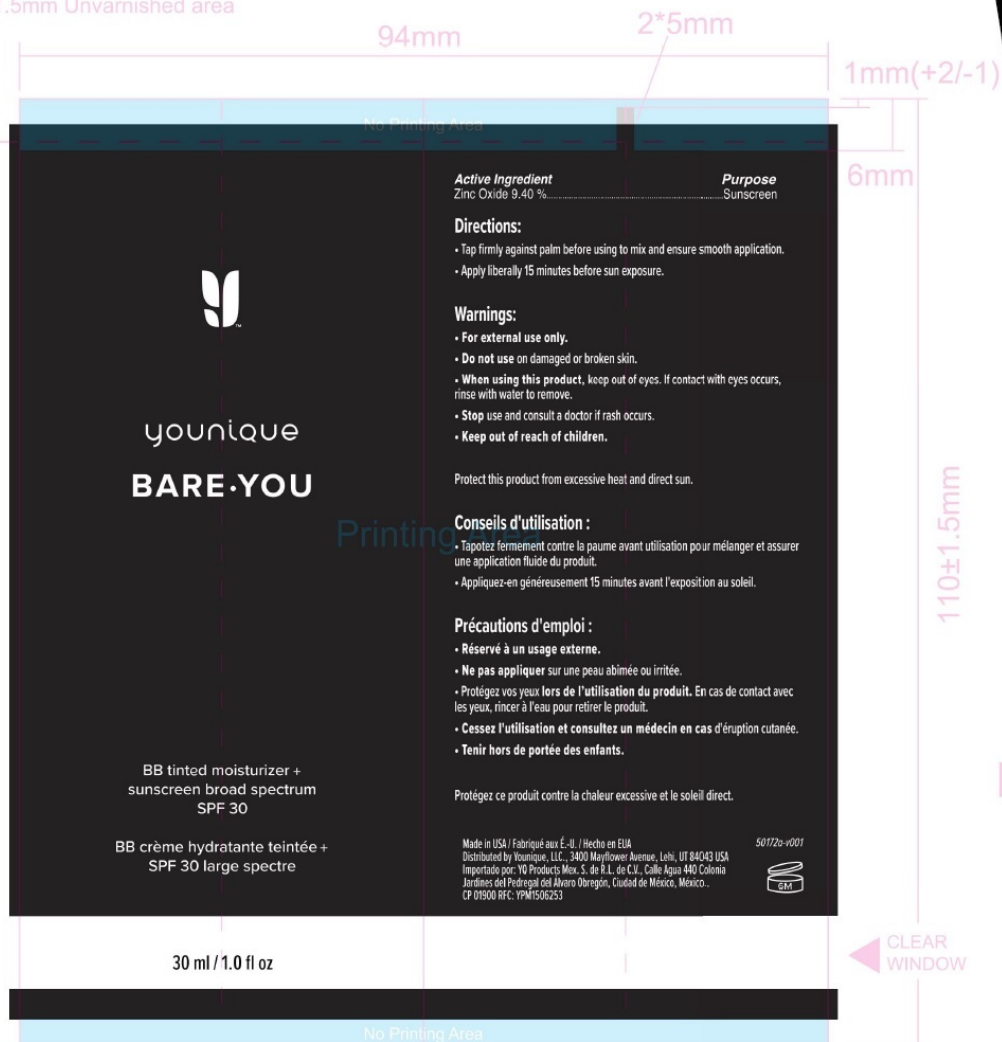 .5mm Unvarnished area
94mm
2*5mm
1mm(+2/-1)
No Printing Area
6mm
Active Ingredient Purpose
Zinc Oxide 9.40 %..........Sunscreen
Directions:
• Tap firmly against palm before using to mix and ensure smooth application.
• Apply liberally 15 minutes before sun exposure.
Warnings:
• For external use only.
• Do not use on damaged or broken skin.
• When using this product, keep out of eyes. If contact with eyes occurs,
rinse with water to remove.
• Stop use and consult a doctor if rash occurs.
• Keep out of reach of children.
Protect this product from excessive heat and direct sun.
Conseils d'utilisation :
• Tapotez fermement contre la paume avant utilisation pour mélanger et assurer
une application fluide du produit.
• Appliquez-en généreusement 15 minutes avant l'exposition au soleil.
Précautions d'emploi :
• Réservé à un usage externe.
• Ne pas appliquer sur une peau abimée ou irritée.
• Protégez vos yeux lors de l'utilisation du produit. En cas de contact avec
les yeux, rincer à l'eau pour retirer le produit.
• Cessez l'utilisation et consultez un médecin en cas d'éruption cutanée.
• Tenir hors de portée des enfants.
Protégez ce produit contre la chaleur excessive et le soleil direct.
Made in USA / Fabriqué aux É.-U. / Hecho en EUA
Distributed by Younique, LLC., 3400 Mayflower Avenue, Lehi, UT 84043 USA
Importado por: YQ Products Mex. S. de R.L. de C.V., Calle Agua 440 Colonia
Jardines del Pedregal del Alvaro Obregón, Ciudad de México, México..
CP 01900 RFC: YPM1506253
50172a-v001
6M
y
TM
younique
BARE·YOU
Printing Area
BB tinted moisturizer +
sunscreen broad spectrum
SPF 30
BB crème hydratante teintée +
SPF 30 large spectre
30 ml / 1.0 fl oz
110±1.5mm
CLEAR
WINDOW
No Printing Area